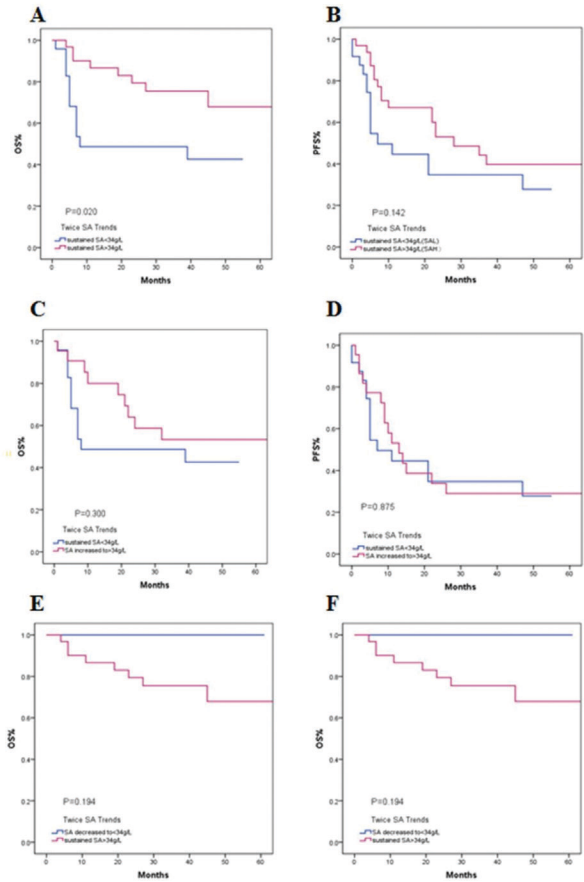 A
OS%
1.0
0.8
0.6
0.4
0.2
0.0
P=0.020
Twice SA Trends
sustained SA<34g/L
sustained SA>34g/L
0 10 20 30 40 50 60
Months
B
PFS%
1.0
0.8
0.6
0.4
0.2
0.0
P=0.142
Twice SA Trends
sustained SA<34g/L(SAL)
sustained SA>34g/L(SAH)
0 10 20 30 40 50 60
Months
C
OS%
1.0
0.8
0.6
0.4
0.2
0.0
P=0.300
Twice SA Trends
sustained SA<34g/L
SA increased to>34g/L
0 10 20 30 40 50 60
Months
D
PFS%
1.0
0.8
0.6
0.4
0.2
0.0
P=0.875
Twice SA Trends
sustained SA<34g/L
SA increased to>34g/L
0 10 20 30 40 50 60
Months
E
OS%
1.0
0.8
0.6
0.4
0.2
0.0
P=0.194
Twice SA Trends
SA decreased to<34g/L
sustained SA>34g/L
0 10 20 30 40 50 60
Months
F
OS%
1.0
0.8
0.6
0.4
0.2
0.0
P=0.194
Twice SA Trends
SA decreased to<34g/L
sustained SA>34g/L
0 10 20 30 40 50 60
Months